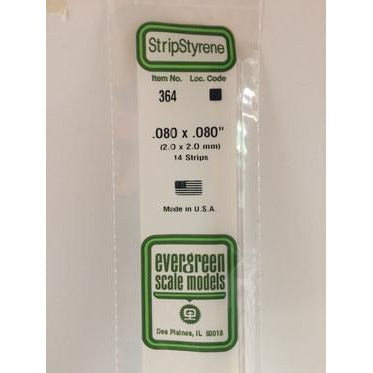 StripStyrene
Item No. Loc. Code
364
.080 x .080"
(2.0 x 2.0 mm)
14 Strips
Made in U.S.A.
evergreen
scale models
Des Plaines, IL 60018